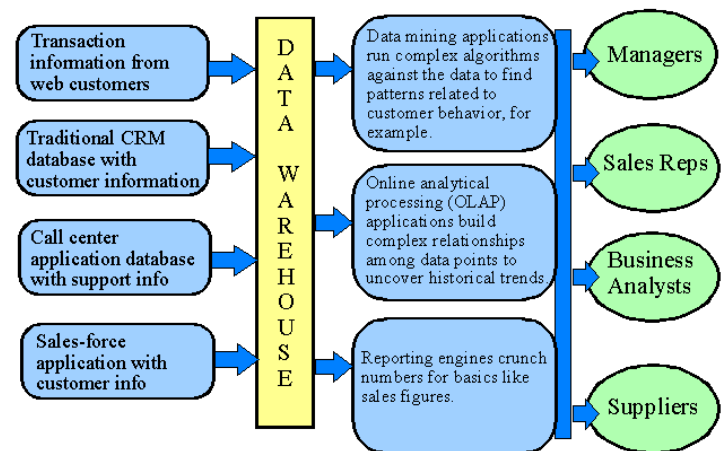 Transaction
information from
web customers
Traditional CRM
database with
customer information
Call center
application database
with support info
Sales-force
application with
customer info
DATA WAREHOUSE
Data mining applications
run complex algorithms
against the data to find
patterns related to
customer behavior, for
example.
Online analytical
processing (OLAP)
applications build
complex relationships
among data points to
uncover historical trends.
Reporting engines crunch
numbers for basics like
sales figures.
Managers
Sales Reps
Business
Analysts
Suppliers